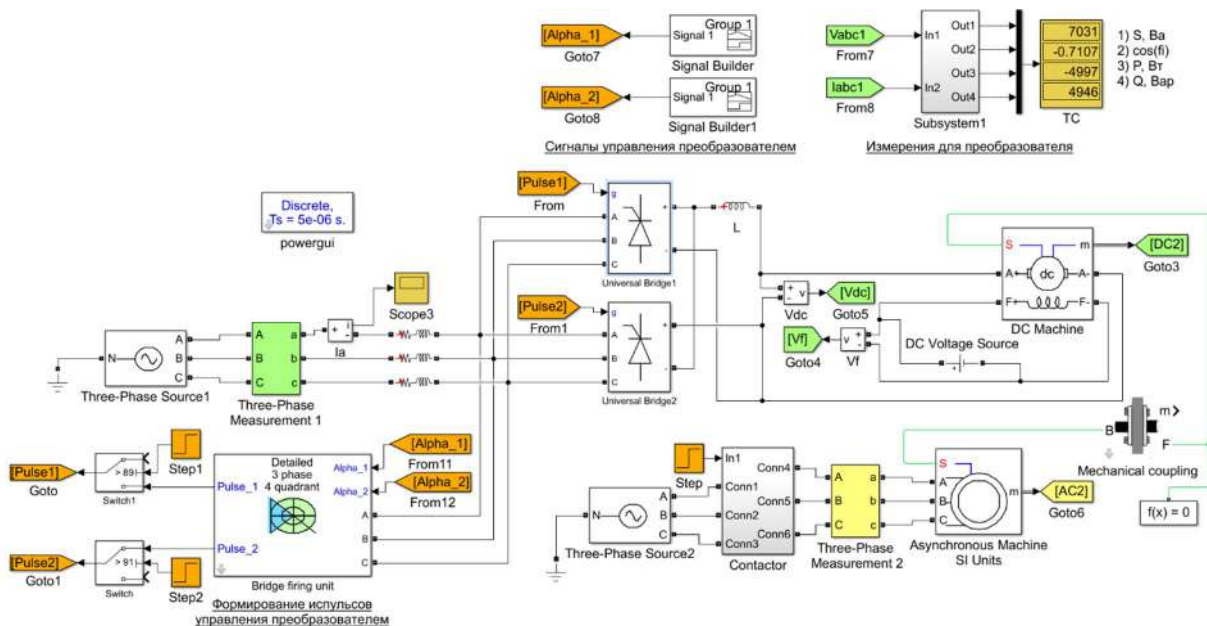 [Alpha_1]
Goto7
Group 1
Signal 1
Signal Builder
[Alpha_2]
Goto8
Group 1
Signal 1
Signal Builder1
Сигналы управления преобразователем
Vabc1
From7
Iabc1
From8
In1
In2
Out1
Out2
Out3
Out4
Subsystem1
7031
-0.7107
-4997
4946
TC
1) S, Ва
2) cos(fi)
3) P, Вт
4) Q, Вар
Измерения для преобразователя
Discrete,
Ts = 5e-06 s.
powergui
[Pulse1]
From
g
A
B
C
+
-
Universal Bridge1
[Pulse2]
From1
g
A
B
C
+
-
Universal Bridge2
L
+
-
v
Vdc
[Vdc]
Goto5
[Vf]
Goto4
v
+
-
Vf
DC Voltage Source
S
m
A+
dc
A-
F+
F-
DC Machine
[DC2]
Goto3
Scope3
N
A
B
C
Three-Phase Source1
A
B
C
a
b
c
Three-Phase
Measurement 1
+
i
-
Ia
[Pulse1]
Goto
> 89
Switch1
Step1
[Pulse2]
Goto1
> 91
Switch
Step2
Detailed
3 phase
4 quadrant
Pulse_1
Pulse_2
Alpha_1
Alpha_2
A
B
C
Bridge firing unit
[Alpha_1]
From11
[Alpha_2]
From12
Формирование испульсов
управления преобразователем
Step
N
A
B
C
Three-Phase Source2
In1
Conn1
Conn2
Conn3
Conn4
Conn5
Conn6
Contactor
A
B
C
a
b
c
Three-Phase
Measurement 2
S
A
B
C
m
Asynchronous Machine
SI Units
[AC2]
Goto6
B
m
F
Mechanical coupling
f(x) = 0